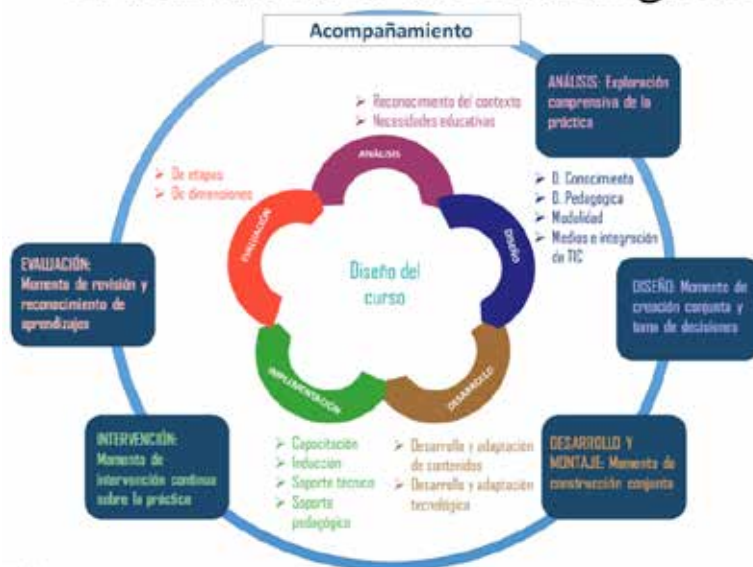 Acompañamiento
ANÁLISIS: Exploración
comprensiva de la
práctica
➤ Reconocimiento del contexto
➤ Necesidades educativas
ANÁLISIS
➤ De etapas
➤ De dimensiones
➤ D. Conocimiento
➤ D. Pedagógica
➤ Modalidad
➤ Medios e integración
de TIC
EVALUACIÓN
DISEÑO
Diseño del
curso
EVALUACIÓN:
Momento de revisión y
reconocimiento de
aprendizajes
DISEÑO: Momento de
creación conjunta y
toma de decisiones
IMPLEMENTACIÓN
DESARROLLO
INTERVENCIÓN:
Momento de
intervención continua
sobre la práctica
➤ Capacitación
➤ Inducción
➤ Soporte técnico
➤ Soporte
pedagógico
➤ Desarrollo y adaptación
de contenidos
➤ Desarrollo y adaptación
tecnológica
DESARROLLO Y
MONTAJE: Momento de
construcción conjunta